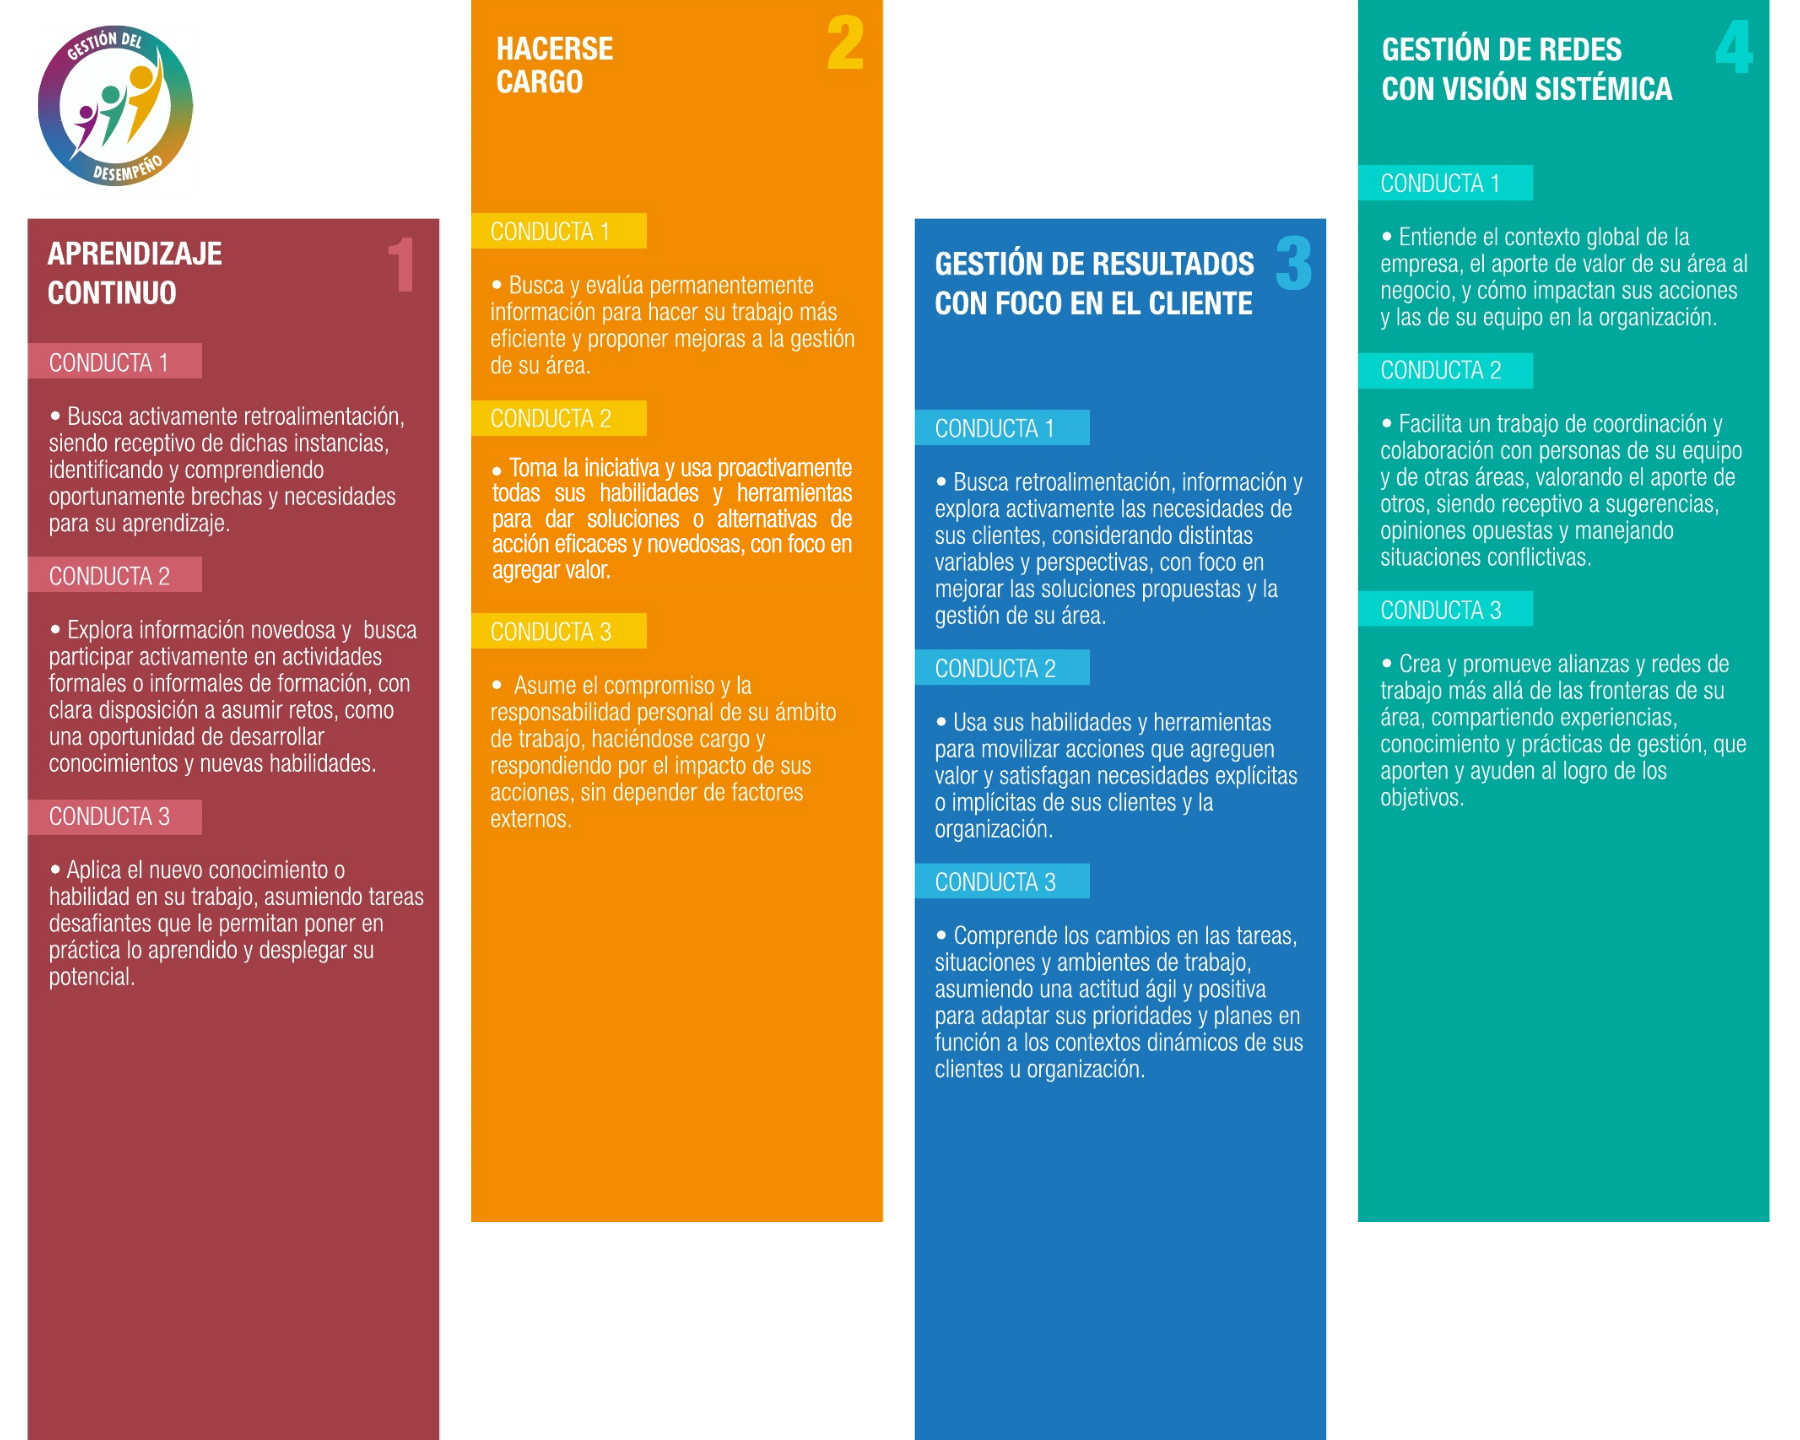 GESTIÓN DEL
DESEMPEÑO
APRENDIZAJE
CONTINUO
1
CONDUCTA 1
• Busca activamente retroalimentación,
siendo receptivo de dichas instancias,
identificando y comprendiendo
oportunamente brechas y necesidades
para su aprendizaje.
CONDUCTA 2
• Explora información novedosa y  busca
participar activamente en actividades
formales o informales de formación, con
clara disposición a asumir retos, como
una oportunidad de desarrollar
conocimientos y nuevas habilidades.
CONDUCTA 3
• Aplica el nuevo conocimiento o
habilidad en su trabajo, asumiendo tareas
desafiantes que le permitan poner en
práctica lo aprendido y desplegar su
potencial.
HACERSE
CARGO
2
CONDUCTA 1
• Busca y evalúa permanentemente
información para hacer su trabajo más
eficiente y proponer mejoras a la gestión
de su área.
CONDUCTA 2
• Toma la iniciativa y usa proactivamente
todas sus habilidades y herramientas
para dar soluciones o alternativas de
acción eficaces y novedosas, con foco en
agregar valor.
CONDUCTA 3
• Asume el compromiso y la
responsabilidad personal de su ámbito
de trabajo, haciéndose cargo y
respondiendo por el impacto de sus
acciones, sin depender de factores
externos.
GESTIÓN DE RESULTADOS
CON FOCO EN EL CLIENTE
3
CONDUCTA 1
• Busca retroalimentación, información y
explora activamente las necesidades de
sus clientes, considerando distintas
variables y perspectivas, con foco en
mejorar las soluciones propuestas y la
gestión de su área.
CONDUCTA 2
• Usa sus habilidades y herramientas
para movilizar acciones que agreguen
valor y satisfagan necesidades explícitas
o implícitas de sus clientes y la
organización.
CONDUCTA 3
• Comprende los cambios en las tareas,
situaciones y ambientes de trabajo,
asumiendo una actitud ágil y positiva
para adaptar sus prioridades y planes en
función a los contextos dinámicos de sus
clientes u organización.
GESTIÓN DE REDES
CON VISIÓN SISTÉMICA
4
CONDUCTA 1
• Entiende el contexto global de la
empresa, el aporte de valor de su área al
negocio, y cómo impactan sus acciones
y las de su equipo en la organización.
CONDUCTA 2
• Facilita un trabajo de coordinación y
colaboración con personas de su equipo
y de otras áreas, valorando el aporte de
otros, siendo receptivo a sugerencias,
opiniones opuestas y manejando
situaciones conflictivas.
CONDUCTA 3
• Crea y promueve alianzas y redes de
trabajo más allá de las fronteras de su
área, compartiendo experiencias,
conocimiento y prácticas de gestión, que
aporten y ayuden al logro de los
objetivos.